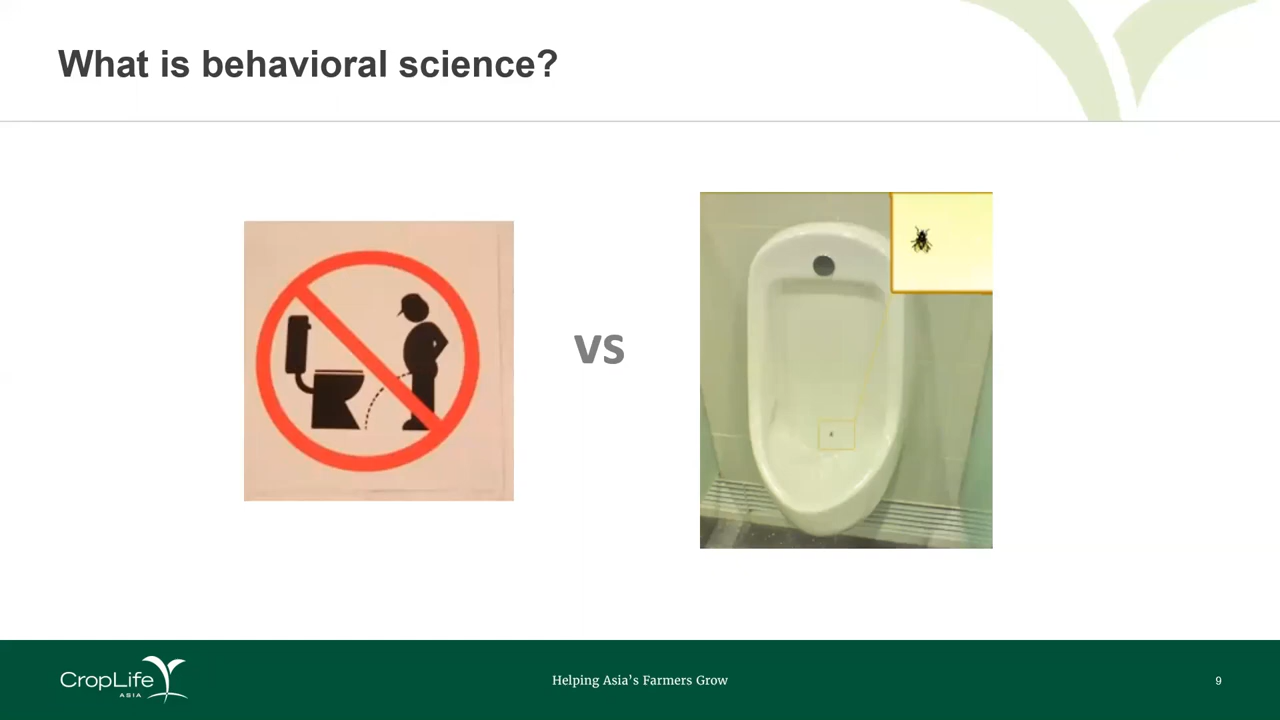 What is behavioral science?
vs
CropLife
ASIA
Helping Asia's Farmers Grow
9